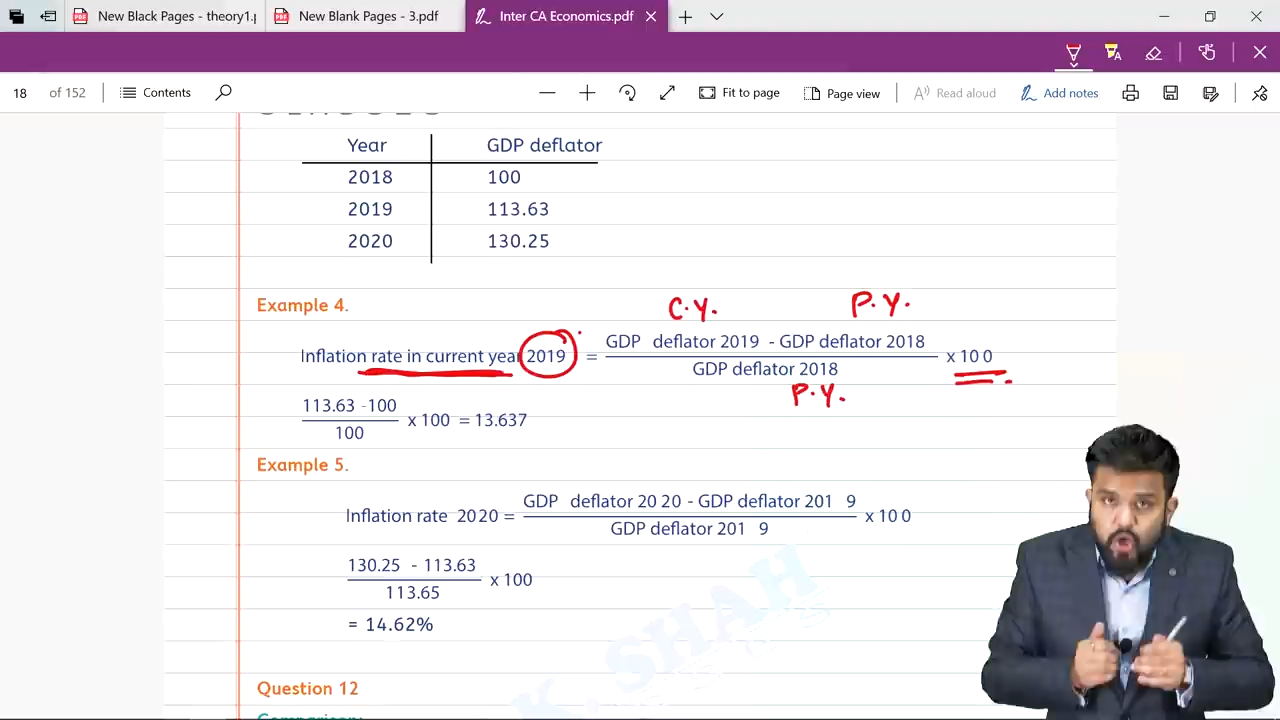 New Black Pages - theory1.p
New Blank Pages - 3.pdf
Inter CA Economics.pdf
18 of 152
Contents
Fit to page
Page view
Read aloud
Add notes
Year GDP deflator
2018 100
2019 113.63
2020 130.25
Example 4.
C.Y. P.Y.
Inflation rate in current year 2019 = GDP deflator 2019 - GDP deflator 2018 x 10 0
GDP deflator 2018
P.Y.
113.63 -100
100
x 100 = 13.637
Example 5.
Inflation rate 2020 = GDP deflator 20 20 - GDP deflator 201 9 x 10 0
GDP deflator 201 9
130.25 - 113.63
113.65
x 100
= 14.62%
K. SHAH
Question 12